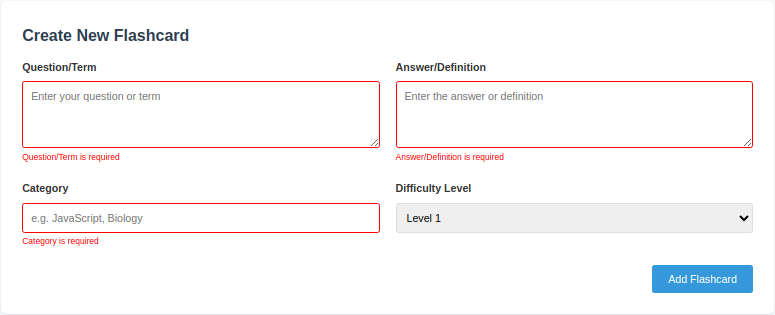 Create New Flashcard
Question/Term
Answer/Definition
Enter your question or term
Enter the answer or definition
Question/Term is required
Answer/Definition is required
Category
Difficulty Level
e.g. JavaScript, Biology
Level 1
Category is required
Add Flashcard